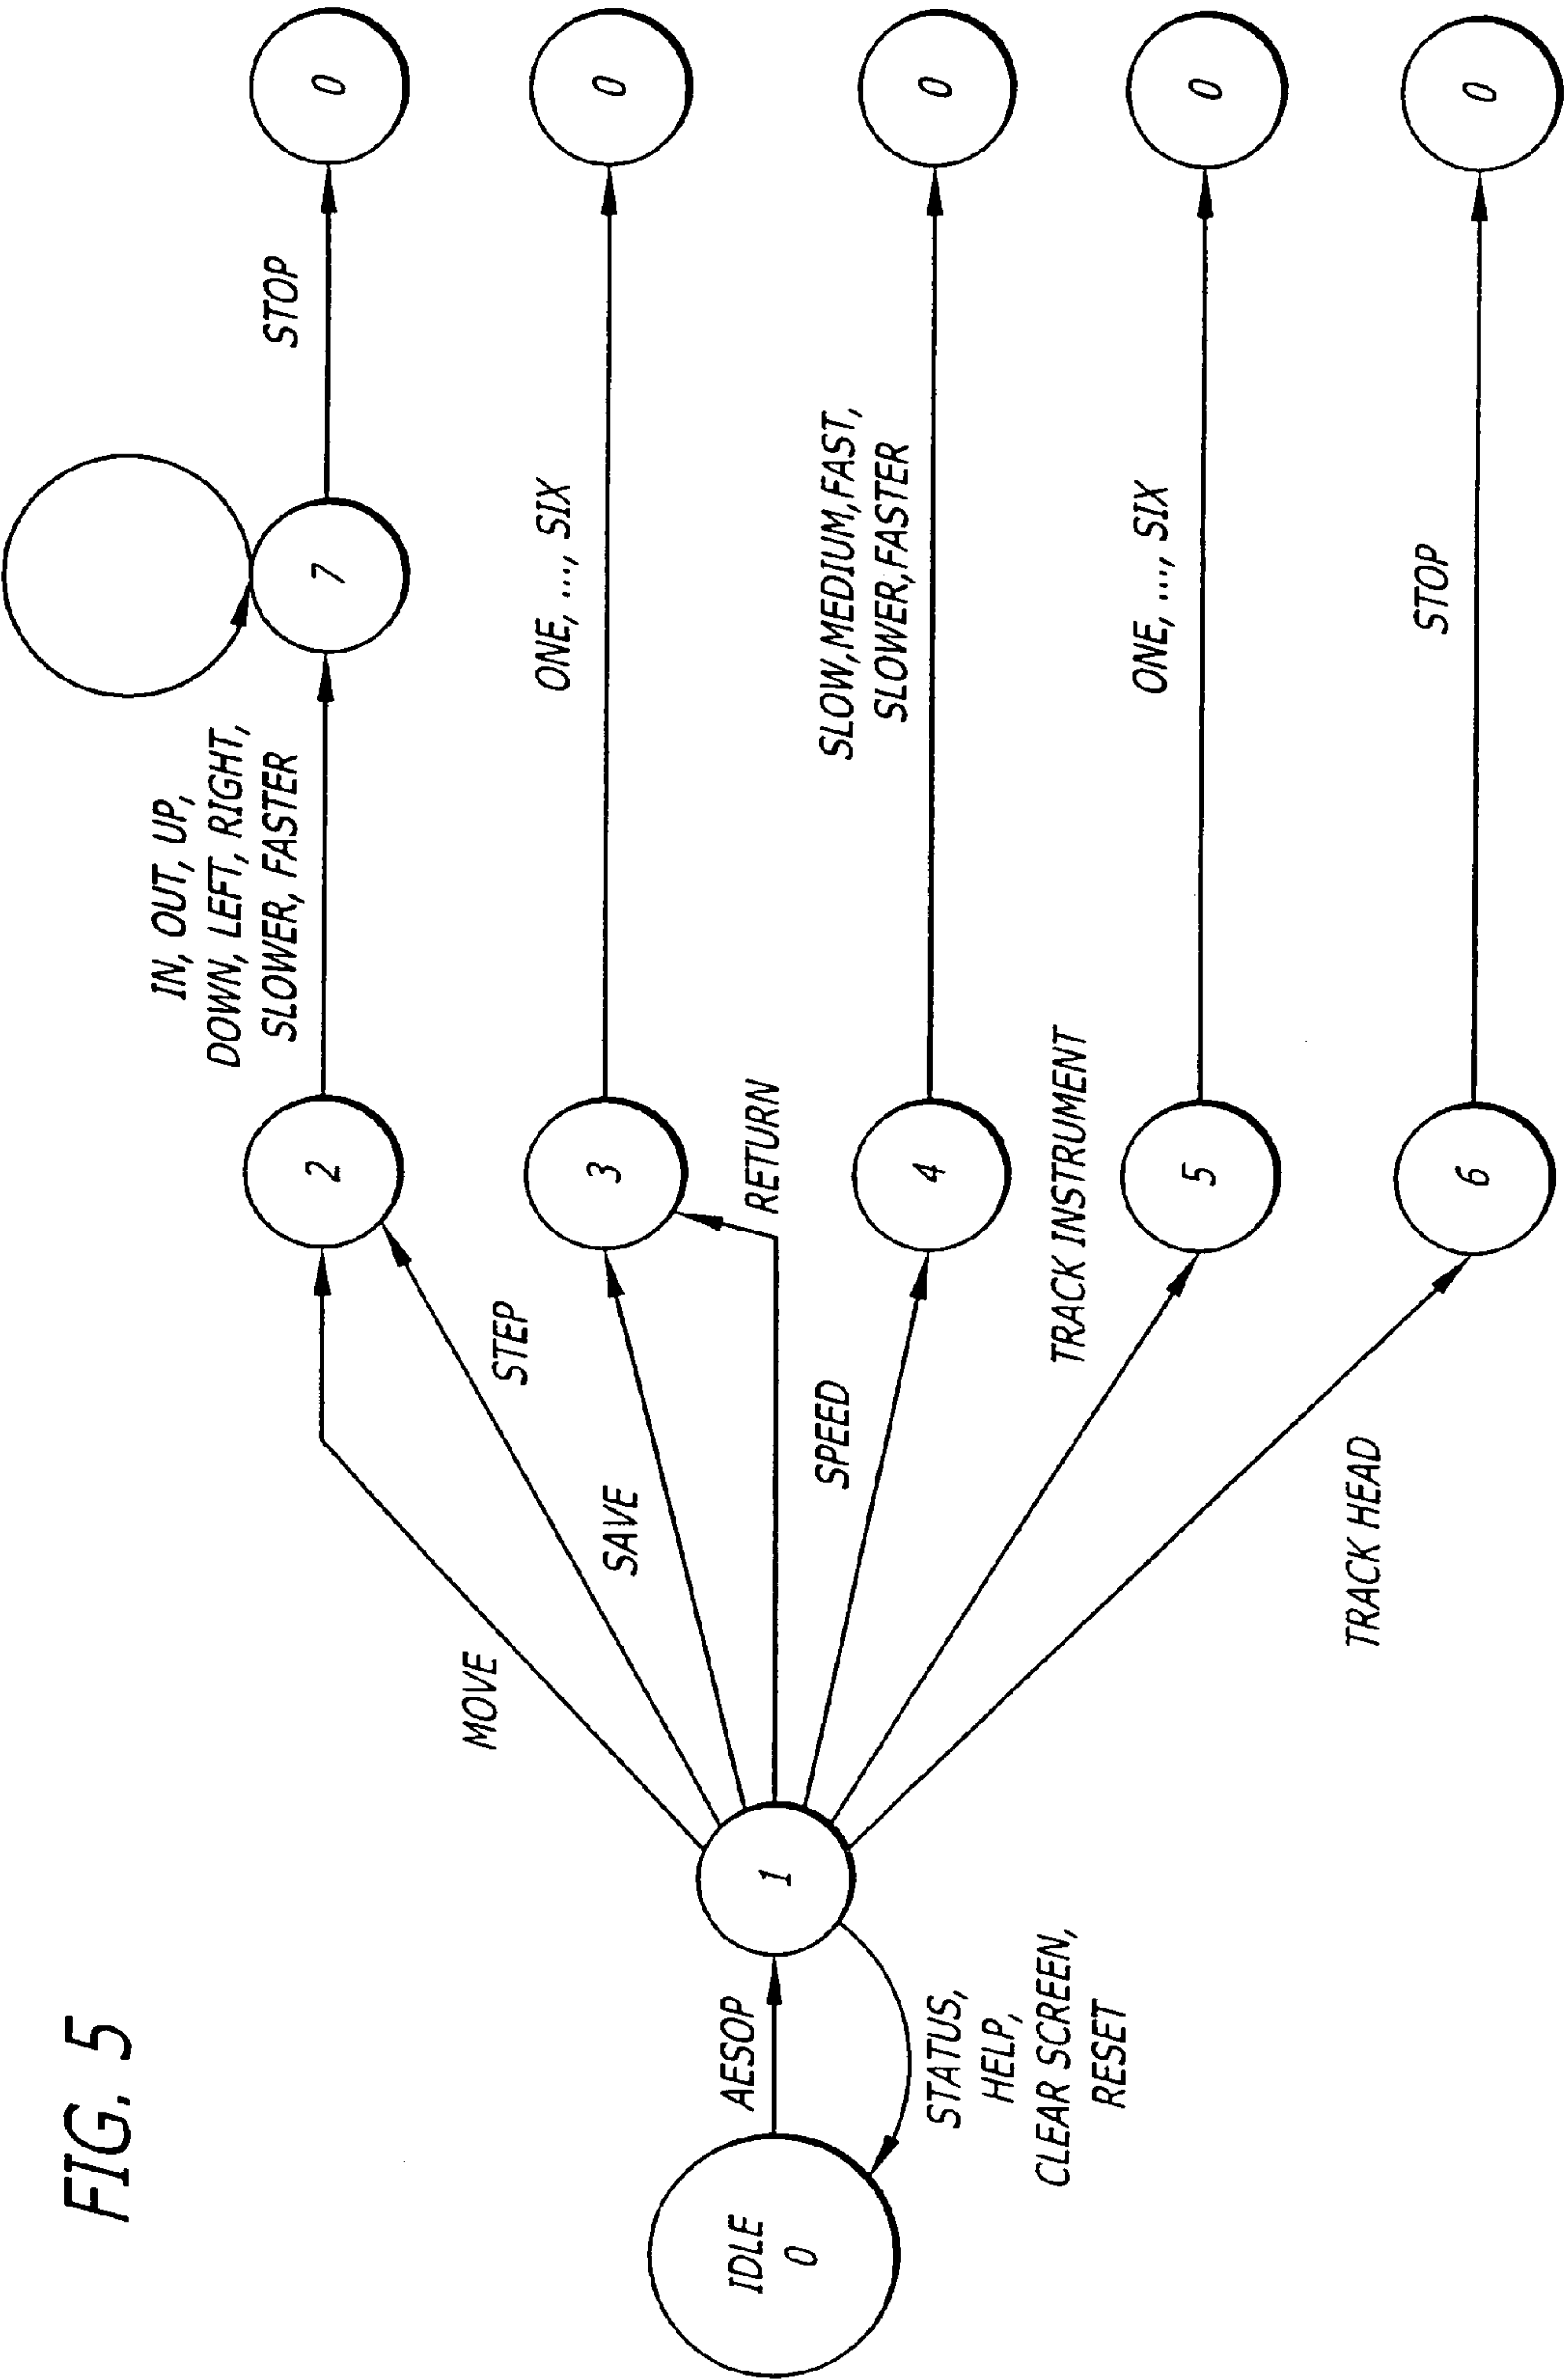 FIG. 5
IDLE
0
AESOP
STATUS,
HELP,
CLEAR SCREEN,
RESET
1
MOVE
STEP
SAVE
RETURN
SPEED
TRACK INSTRUMENT
TRACK HEAD
2
IN, OUT, UP,
DOWN, LEFT, RIGHT,
SLOWER, FASTER
7
STOP
0
3
ONE, ..., SIX
0
4
SLOW, MEDIUM, FAST,
SLOWER, FASTER
0
5
ONE, ..., SIX
0
6
STOP
0